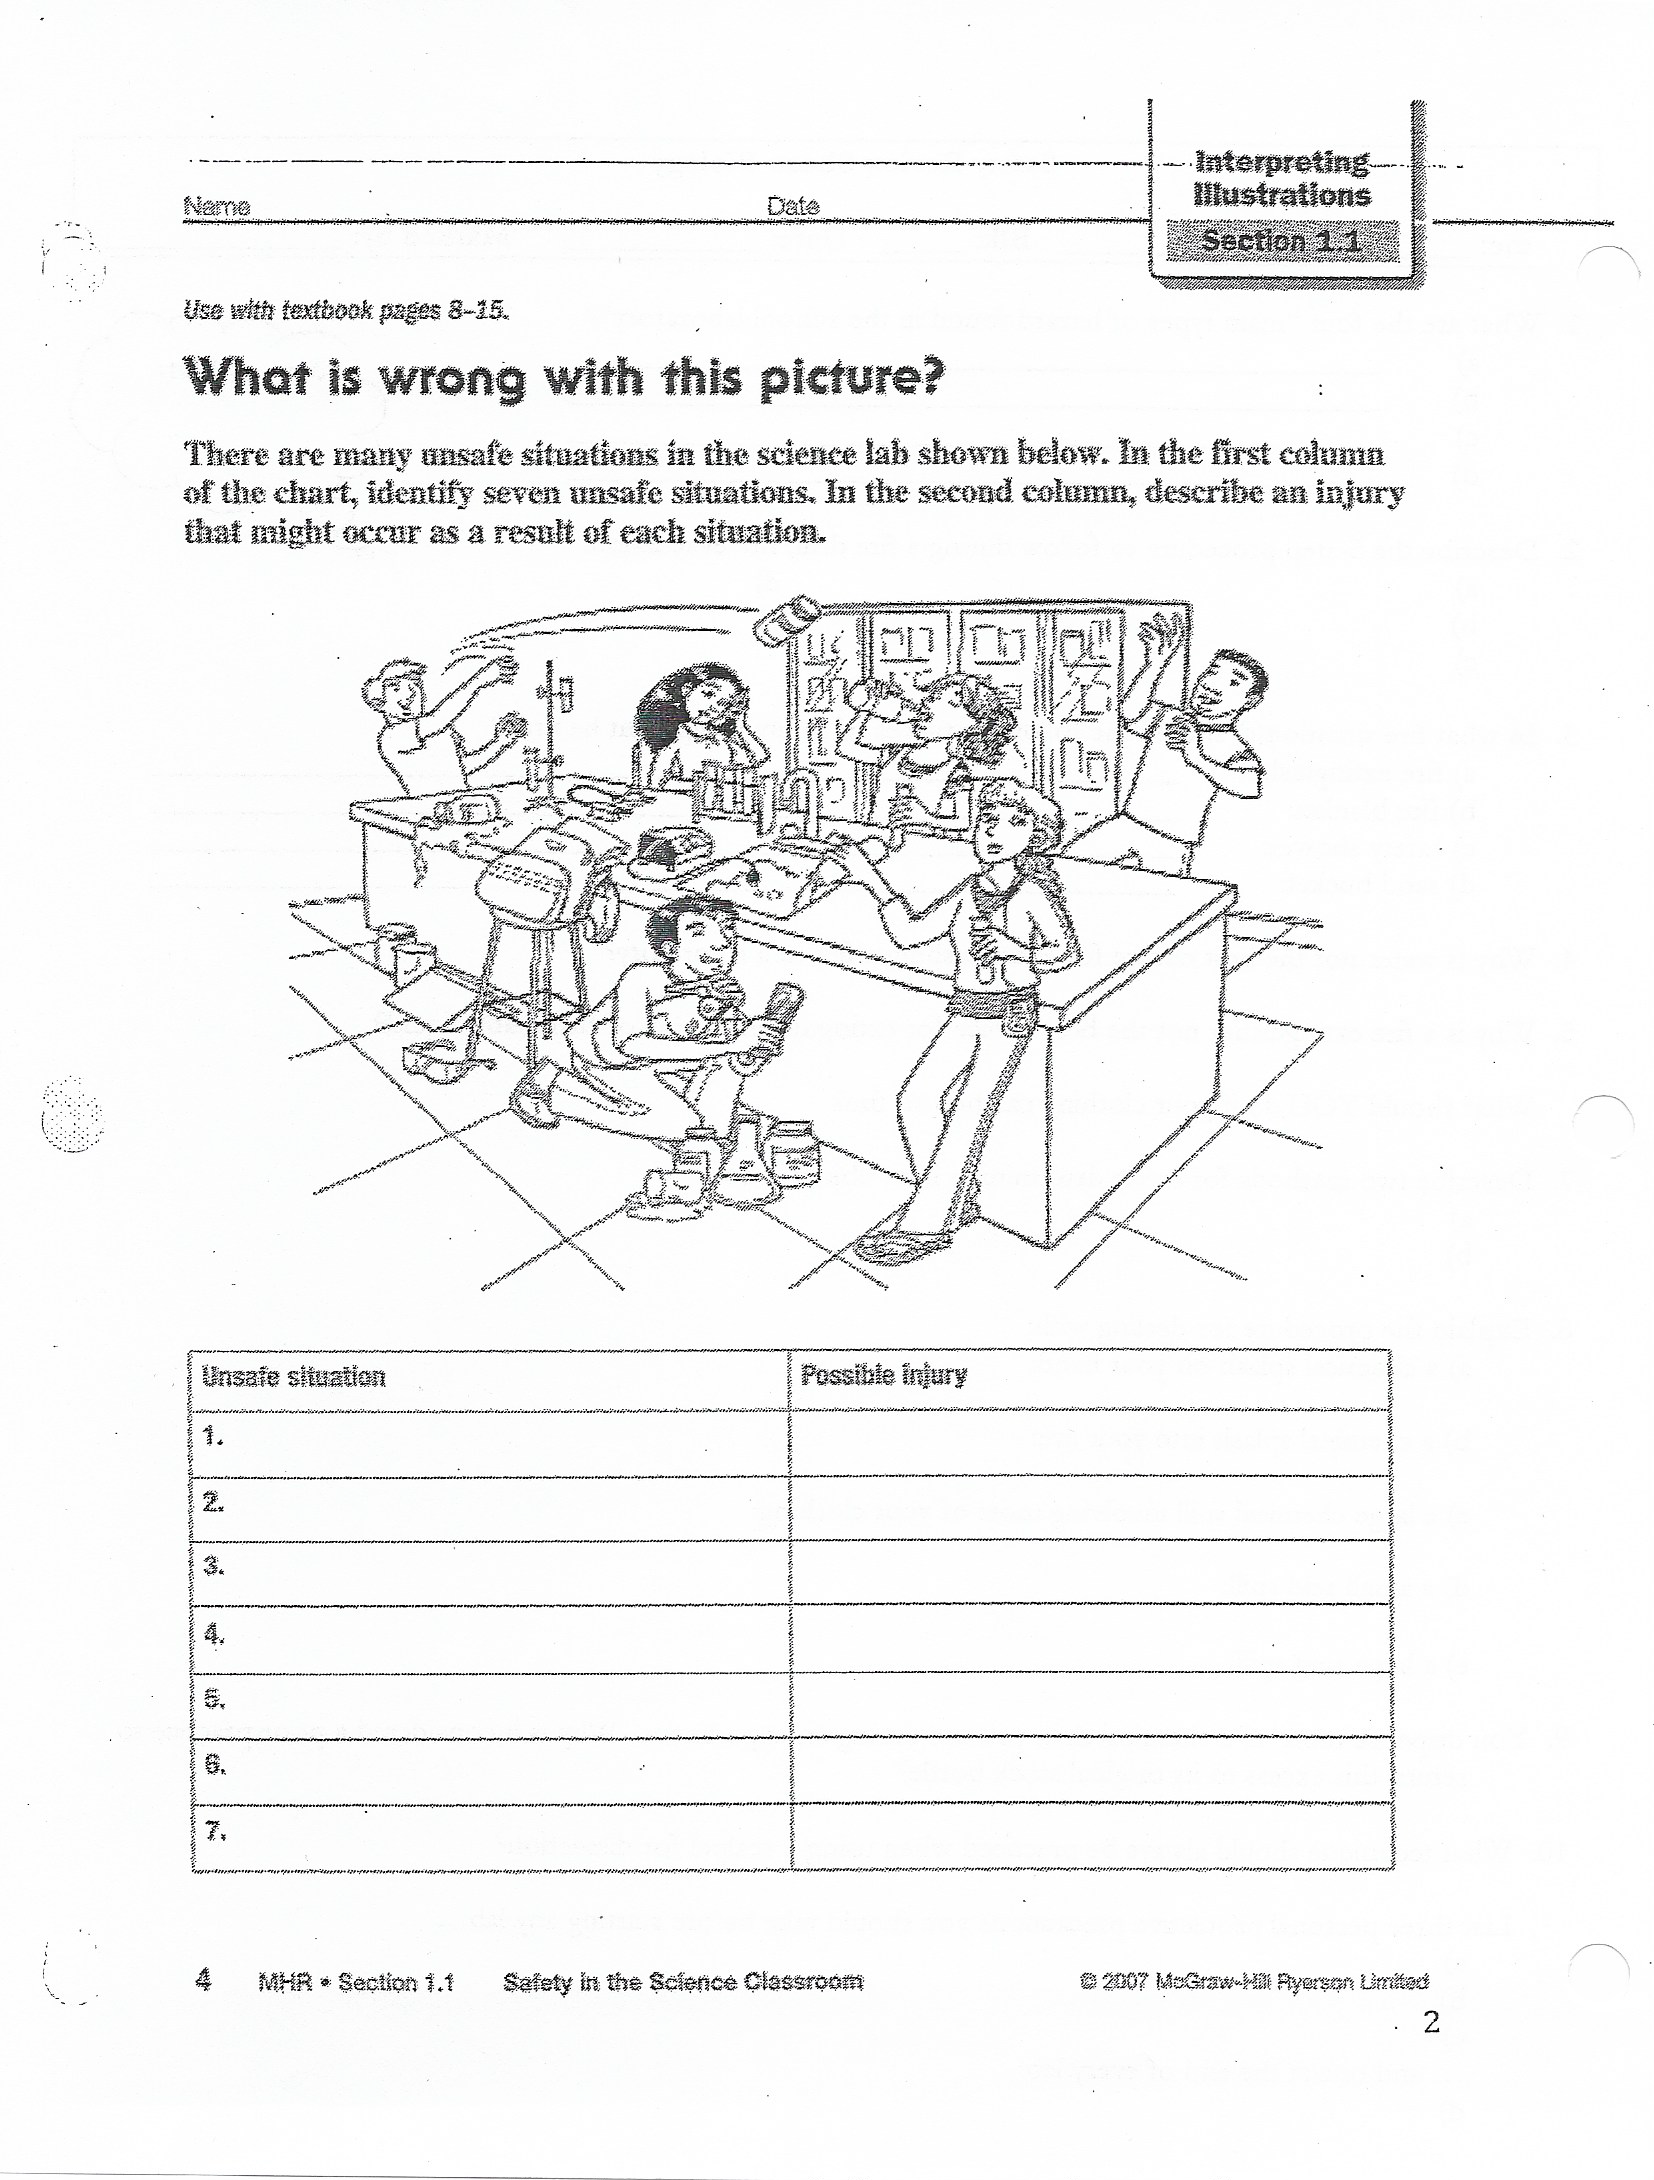 Interpreting
Illustrations
Name Date
Section 1.1
Use with textbook pages 8–15.
What is wrong with this picture?
There are many unsafe situations in the science lab shown below. In the first column
of the chart, identify seven unsafe situations. In the second column, describe an injury
that might occur as a result of each situation.
Unsafe situation Possible injury
1.
2.
3.
4.
5.
6.
7.
4 MHR • Section 1.1 Safety in the Science Classroom © 2007 McGraw-Hill Ryerson Limited
2